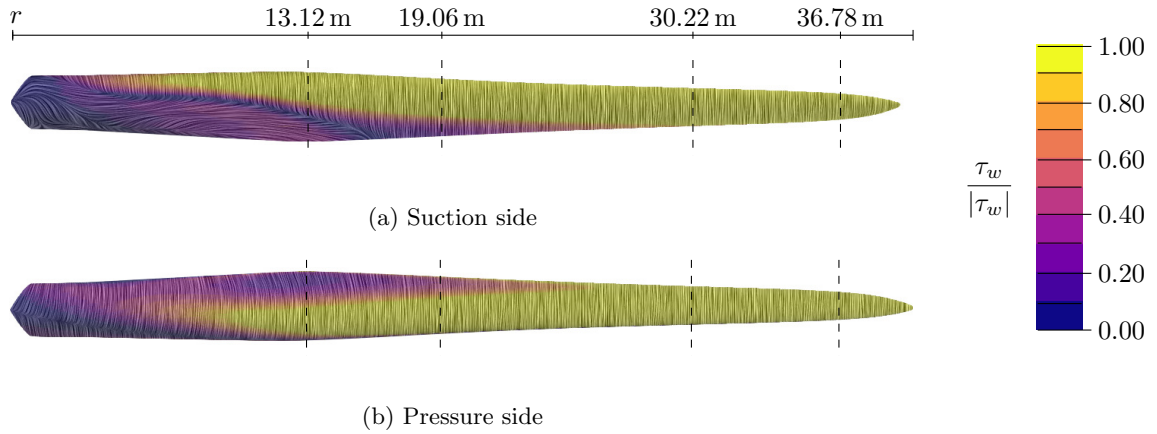 r 13.12 m 19.06 m 30.22 m 36.78 m
(a) Suction side
(b) Pressure side
τ_w
|τ_w|
1.00
0.80
0.60
0.40
0.20
0.00